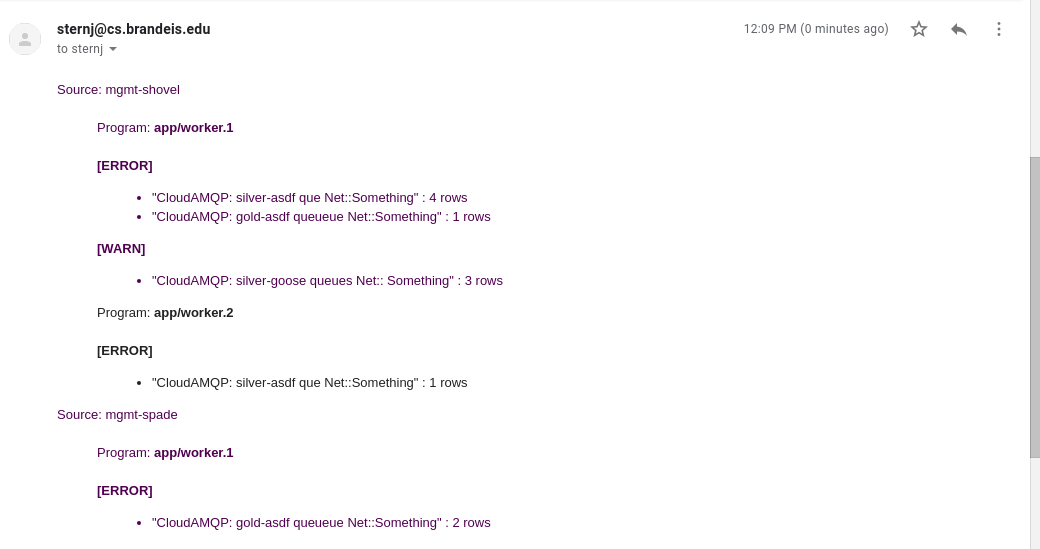 sternj@cs.brandeis.edu 12:09 PM (0 minutes ago)
to sternj
Source: mgmt-shovel
Program: app/worker.1
[ERROR]
• "CloudAMQP: silver-asdf que Net::Something" : 4 rows
• "CloudAMQP: gold-asdf queueue Net::Something" : 1 rows
[WARN]
• "CloudAMQP: silver-goose queues Net:: Something" : 3 rows
Program: app/worker.2
[ERROR]
• "CloudAMQP: silver-asdf que Net::Something" : 1 rows
Source: mgmt-spade
Program: app/worker.1
[ERROR]
• "CloudAMQP: gold-asdf queueue Net::Something" : 2 rows